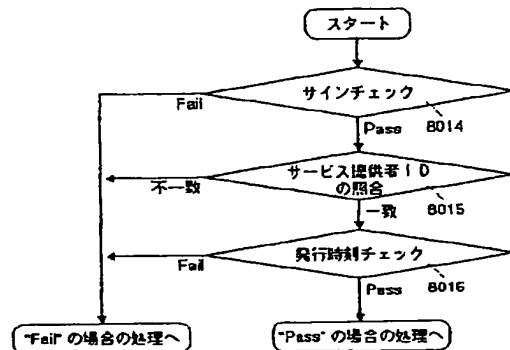 スタート
サインチェック
Fail
8014
Pass
サービス提供者ID
の照合
不一致
8015
一致
発行時刻チェック
Fail
8016
Pass
"Fail" の場合の処理へ
"Pass" の場合の処理へ